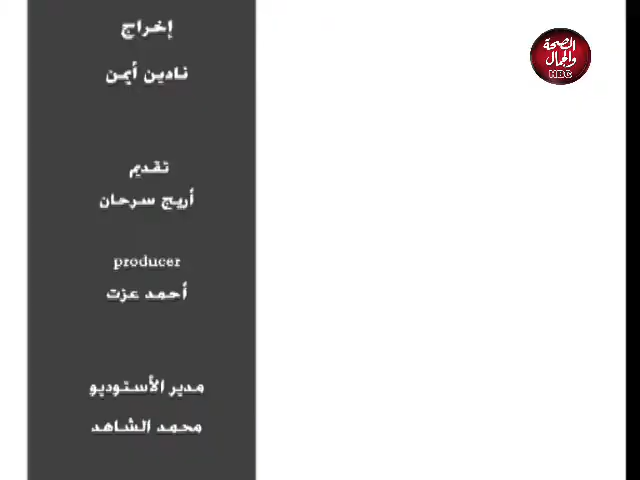 إخراج
نادين أيمن
تقديم
أريج سرحان
producer
أحمد عزت
مدير الأستوديو
محمد الشاهد
الصحة
والجمال
HBC